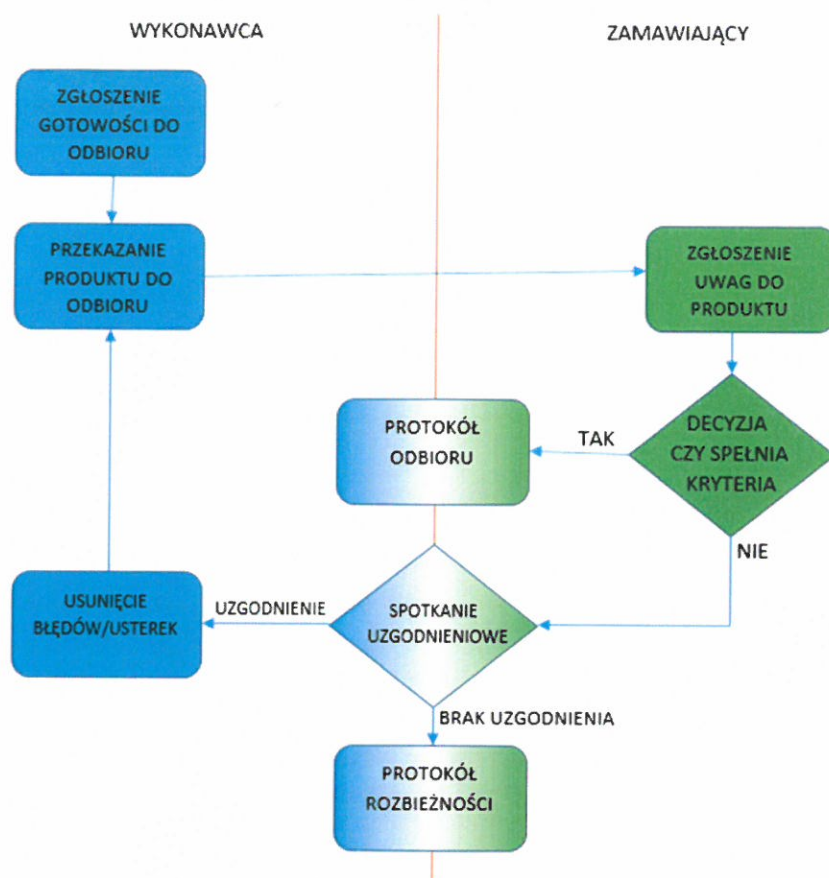 WYKONAWCA
ZAMAWIAJĄCY
ZGŁOSZENIE
GOTOWOŚCI DO
ODBIORU
PRZEKAZANIE
PRODUKTU DO
ODBIORU
ZGŁOSZENIE
UWAG DO
PRODUKTU
PROTOKÓŁ
ODBIORU
TAK
DECYZJA
CZY SPEŁNIA
KRYTERIA
NIE
USUNIĘCIE
BŁĘDÓW/USTEREK
UZGODNIENIE
SPOTKANIE
UZGODNIENIOWE
BRAK UZGODNIENIA
PROTOKÓŁ
ROZBIEŻNOŚCI